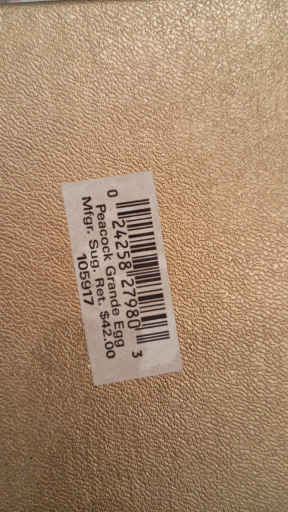 0 24258 27980 3
Peacock Grande Egg
Mfgr. Sug. Ret. $42.00
105917